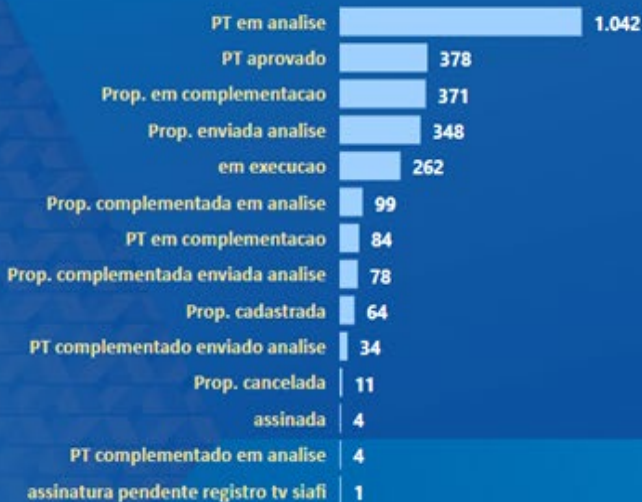 PT em analise 1.042
PT aprovado 378
Prop. em complementacao 371
Prop. enviada analise 348
em execucao 262
Prop. complementada em analise 99
PT em complementacao 84
Prop. complementada enviada analise 78
Prop. cadastrada 64
PT complementado enviado analise 34
Prop. cancelada 11
assinada 4
PT complementado em analise 4
assinatura pendente registro tv siafi 1